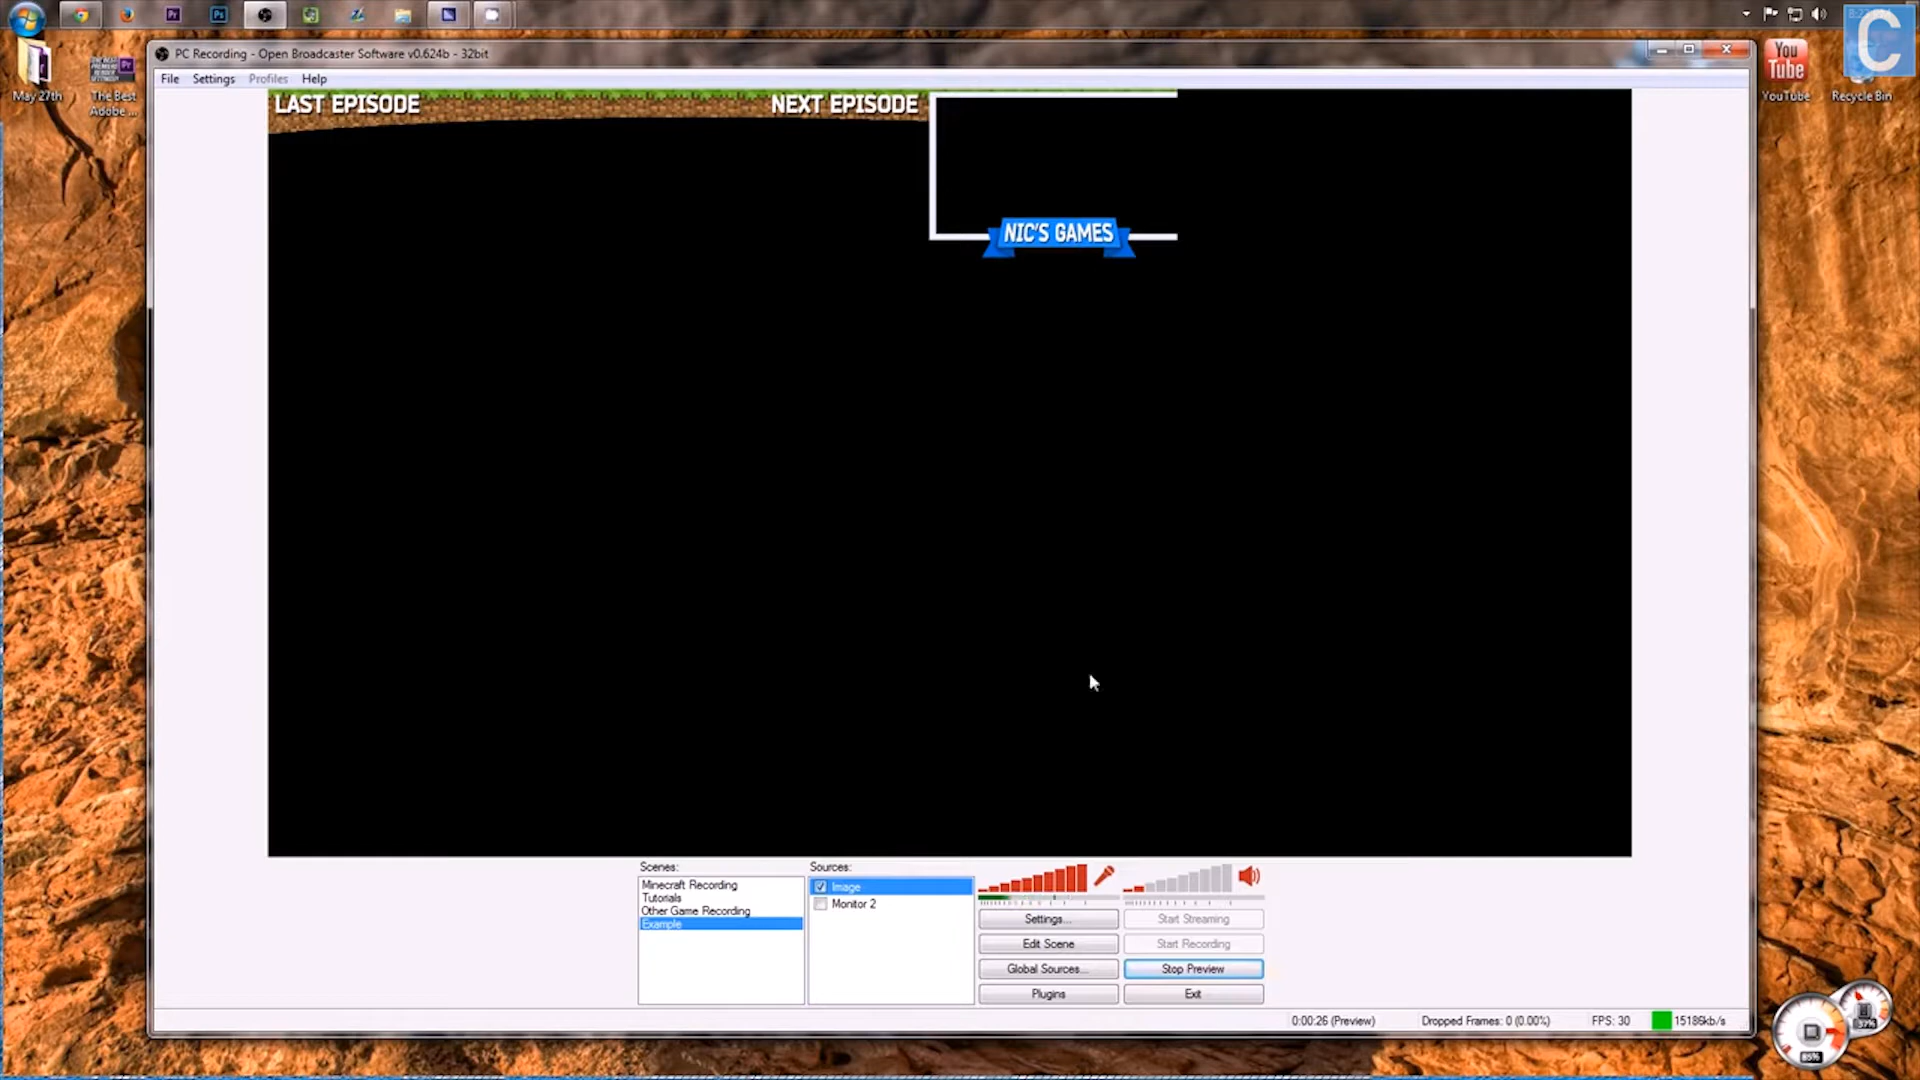 PC Recording - Open Broadcaster Software v0.624b - 32bit
File Settings Profiles Help
May 27th
The Best
Adobe ...
You
Tube
YouTube
Recycle Bin
C
LAST EPISODE
NEXT EPISODE
NIC'S GAMES
Scenes:
Minecraft Recording
Tutorials
Other Game Recording
Example
Sources:
Image
Monitor 2
Settings...
Edit Scene
Global Sources...
Plugins
Start Streaming
Start Recording
Stop Preview
Exit
0:00:26 (Preview)
Dropped Frames: 0 (0.00%)
FPS: 30
15186kb/s
37%